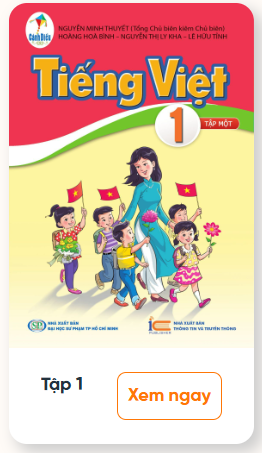 Cánh Diều
NGUYỄN MINH THUYẾT (Tổng Chủ biên kiêm Chủ biên)
HOÀNG HOÀ BÌNH – NGUYỄN THỊ LY KHA – LÊ HỮU TỈNH
Tiếng Việt
1
TẬP MỘT
NHÀ XUẤT BẢN
ĐẠI HỌC SƯ PHẠM TP HỒ CHÍ MINH
NHÀ XUẤT BẢN
THÔNG TIN VÀ TRUYỀN THÔNG
Tập 1
Xem ngay